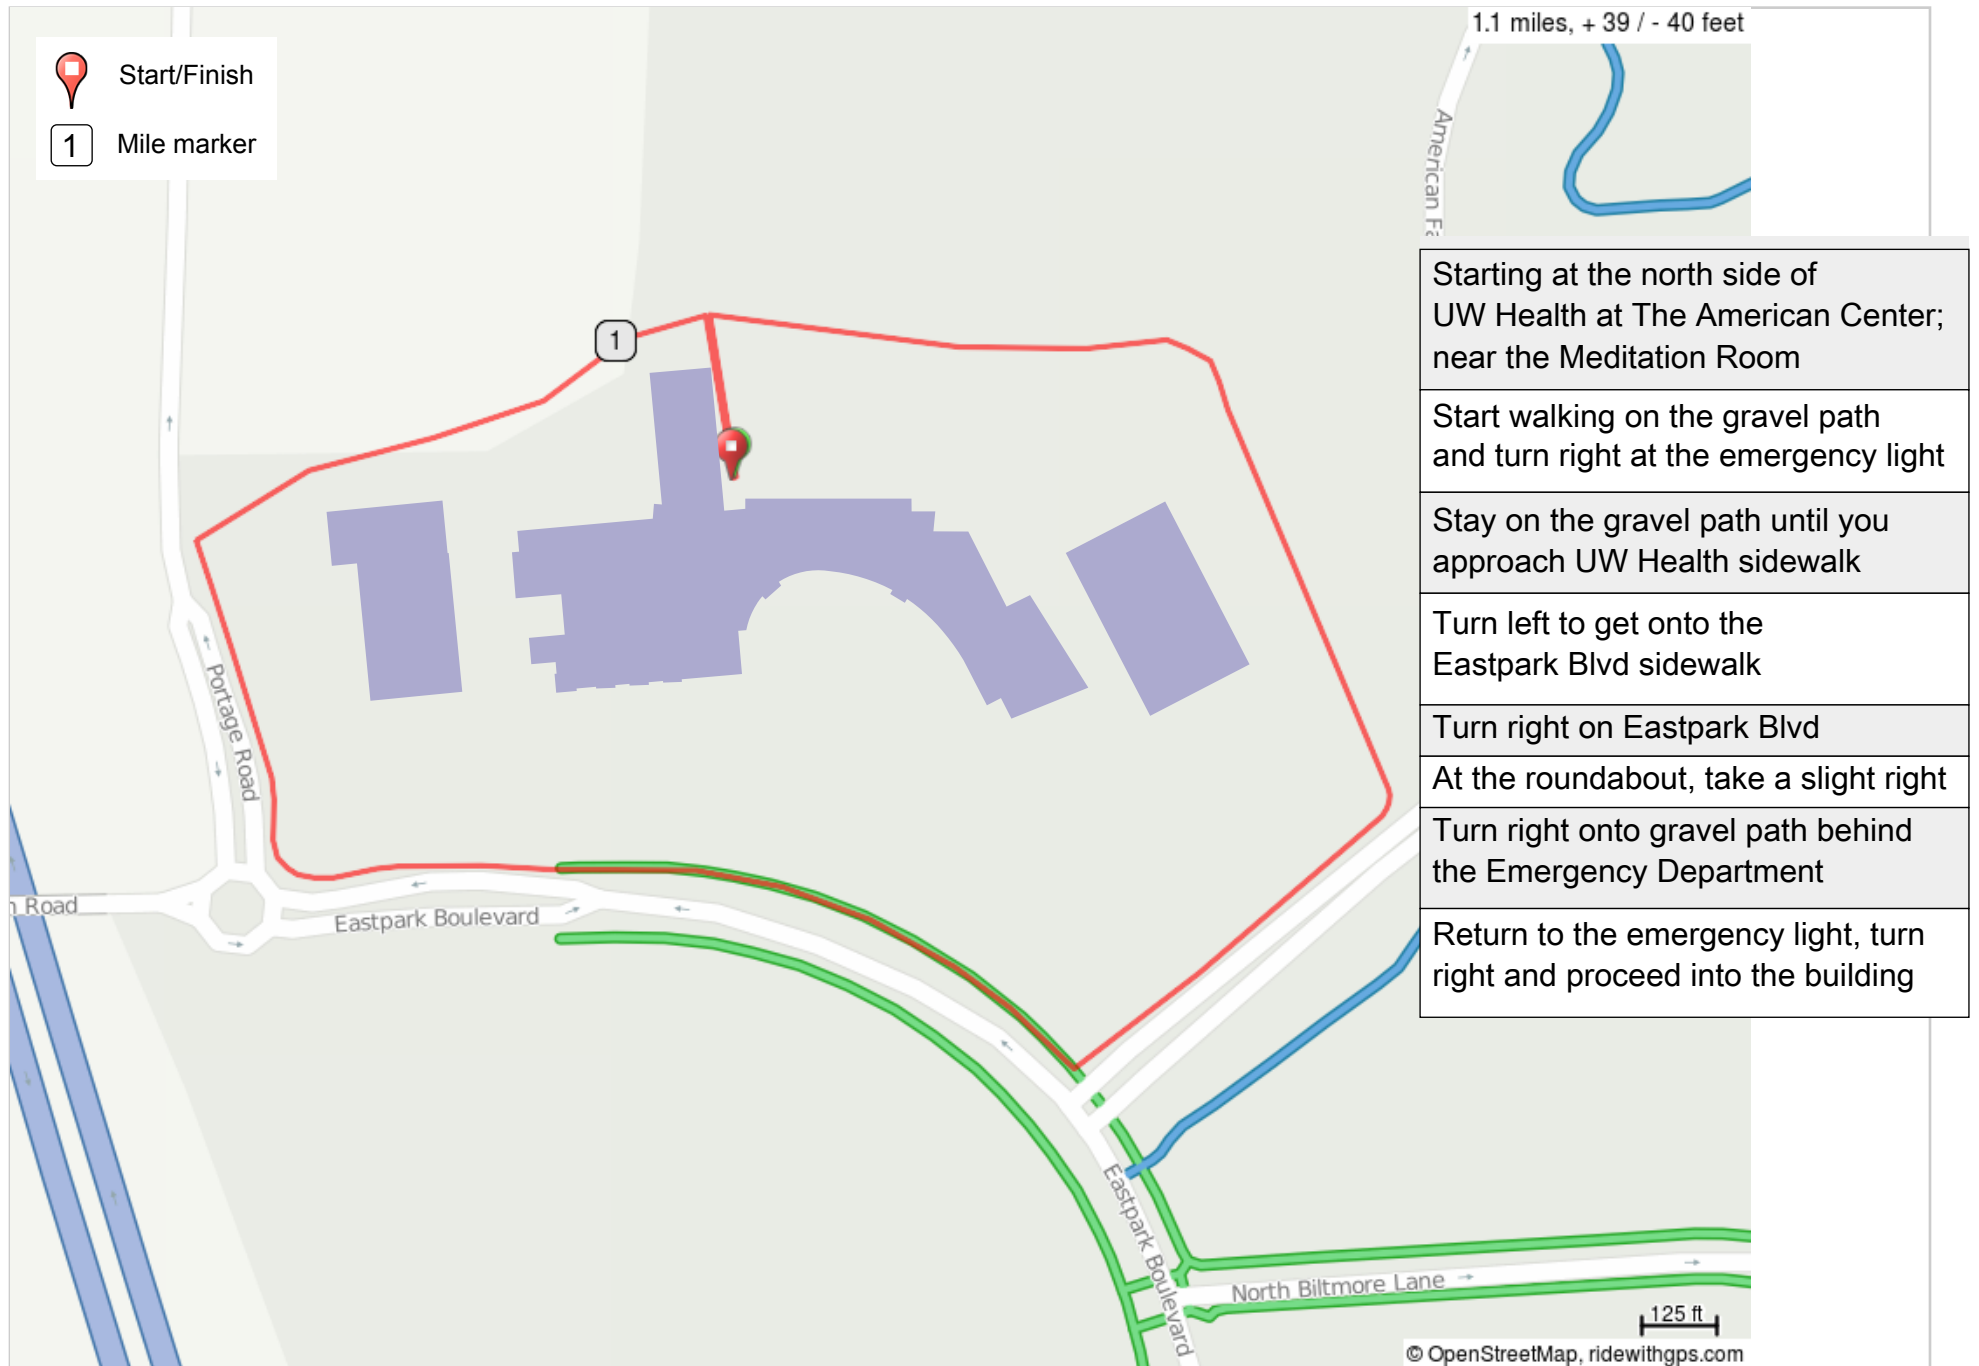 1.1 miles, + 39 / - 40 feet
Start/Finish
1
Mile marker
American Fa
1
Starting at the north side of
UW Health at The American Center;
near the Meditation Room
Start walking on the gravel path
and turn right at the emergency light
Stay on the gravel path until you
approach UW Health sidewalk
Turn left to get onto the
Eastpark Blvd sidewalk
Turn right on Eastpark Blvd
At the roundabout, take a slight right
Turn right onto gravel path behind
the Emergency Department
Return to the emergency light, turn
right and proceed into the building
Portage Road
Road
Eastpark Boulevard
Eastpark Boulevard
North Biltmore Lane
125 ft
© OpenStreetMap, ridewithgps.com